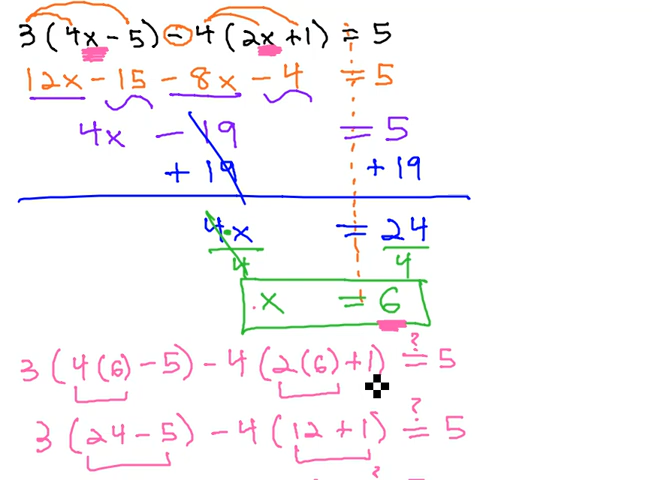 3(4x - 5) - 4(2x + 1) = 5
12x - 15 - 8x - 4 = 5
4x - 19 = 5
+ 19 + 19
4·x = 24
4 4
x = 6
3(4(6) - 5) - 4(2(6) + 1) ≟ 5
3(24 - 5) - 4(12 + 1) ≟ 5